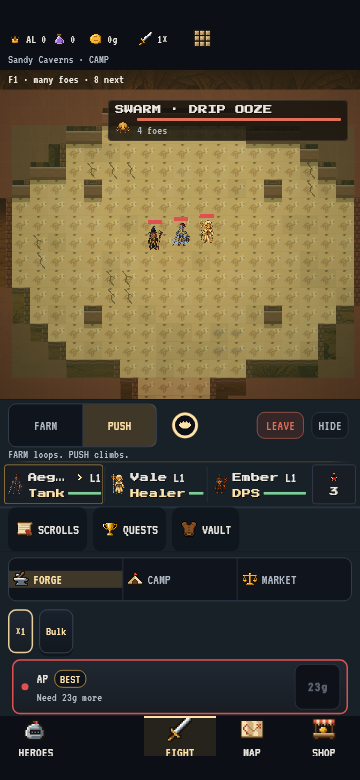 AL 0 0 0g 1X
Sandy Caverns · CAMP
F1 · many foes · 8 next
SWARM · DRIP OOZE
4 foes
FARM PUSH LEAVE HIDE
FARM loops. PUSH climbs.
Aeg… > L1 Vale L1 Ember L1
Tank Healer DPS 3
SCROLLS QUESTS VAULT
FORGE CAMP MARKET
x1 Bulk
AP BEST
Need 23g more 23g
HEROES FIGHT MAP SHOP